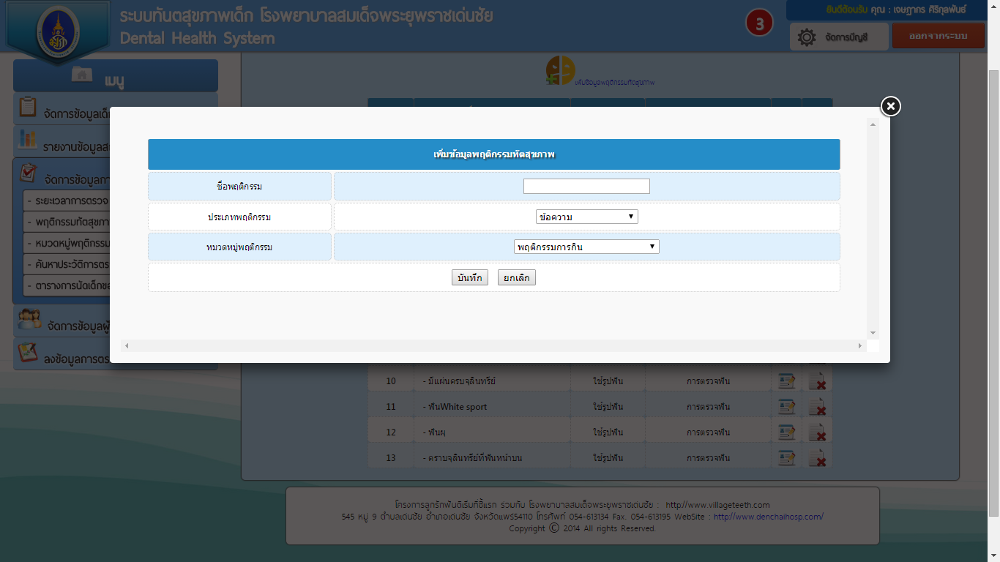 ระบบทันตสุขภาพเด็ก โรงพยาบาลสมเด็จพระยุพราชเด่นชัย
Dental Health System
3
ยินดีต้อนรับ คุณ : เจษฎากร ศิริกุลพันธ์
จัดการบัญชี
ออกจากระบบ
เมนู
เพิ่มข้อมูลพฤติกรรมทัตสุขภาพ
จัดการข้อมูลเด็ก
รายงานข้อมูลส
จัดการข้อมูลกา
- ระยะเวลาการตรวจ
- พฤติกรรมทัตสุขภา
- หมวดหมู่พฤติกรรม
- ค้นหาประวัติการตร
- ตารางการนัดเด็กขอ
จัดการข้อมูลผู้
ลงข้อมูลการตร
เพิ่มข้อมูลพฤติกรรมทัตสุขภาพ
ชื่อพฤติกรรม
ประเภทพฤติกรรม ข้อความ
หมวดหมู่พฤติกรรม พฤติกรรมการกิน
บันทึก ยกเลิก
10 - มีแผ่นครบจุลินทรีย์ ใช้รูปฟัน การตรวจฟัน
11 - ฟันWhite sport ใช้รูปฟัน การตรวจฟัน
12 - ฟันผุ ใช้รูปฟัน การตรวจฟัน
13 - คราบจุลินทรีย์ที่ฟันหน้าบน ใช้รูปฟัน การตรวจฟัน
โครงการลูกรักฟันดีเริ่มที่ซี่แรก ร่วมกับ โรงพยาบาลสมเด็จพระยุพราชเด่นชัย : http://www.villageteeth.com
545 หมู่ 9 ตำบลเด่นชัย อำเภอเด่นชัย จังหวัดแพร่54110 โทรศัพท์ 054-613134 Fax. 054-613195 WebSite : http://www.denchaihosp.com/
Copyright © 2014 All rights Reserved.